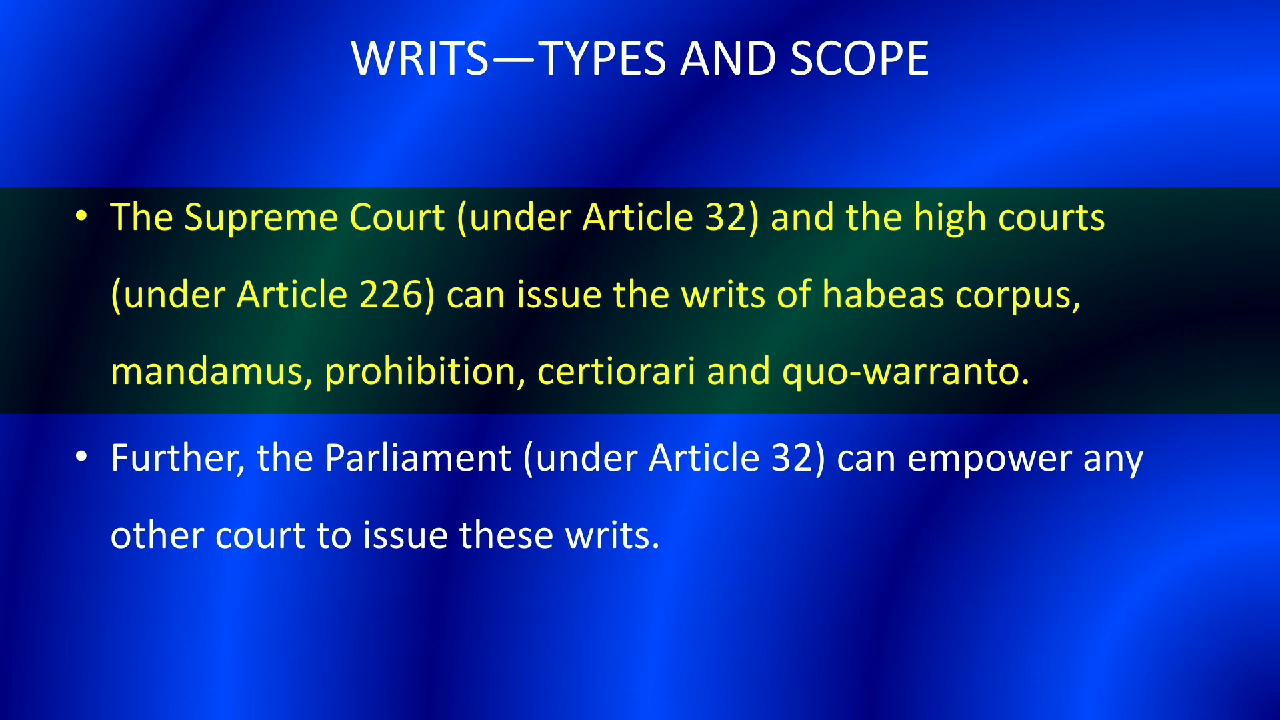 WRITS—TYPES AND SCOPE
• The Supreme Court (under Article 32) and the high courts
(under Article 226) can issue the writs of habeas corpus,
mandamus, prohibition, certiorari and quo-warranto.
• Further, the Parliament (under Article 32) can empower any
other court to issue these writs.